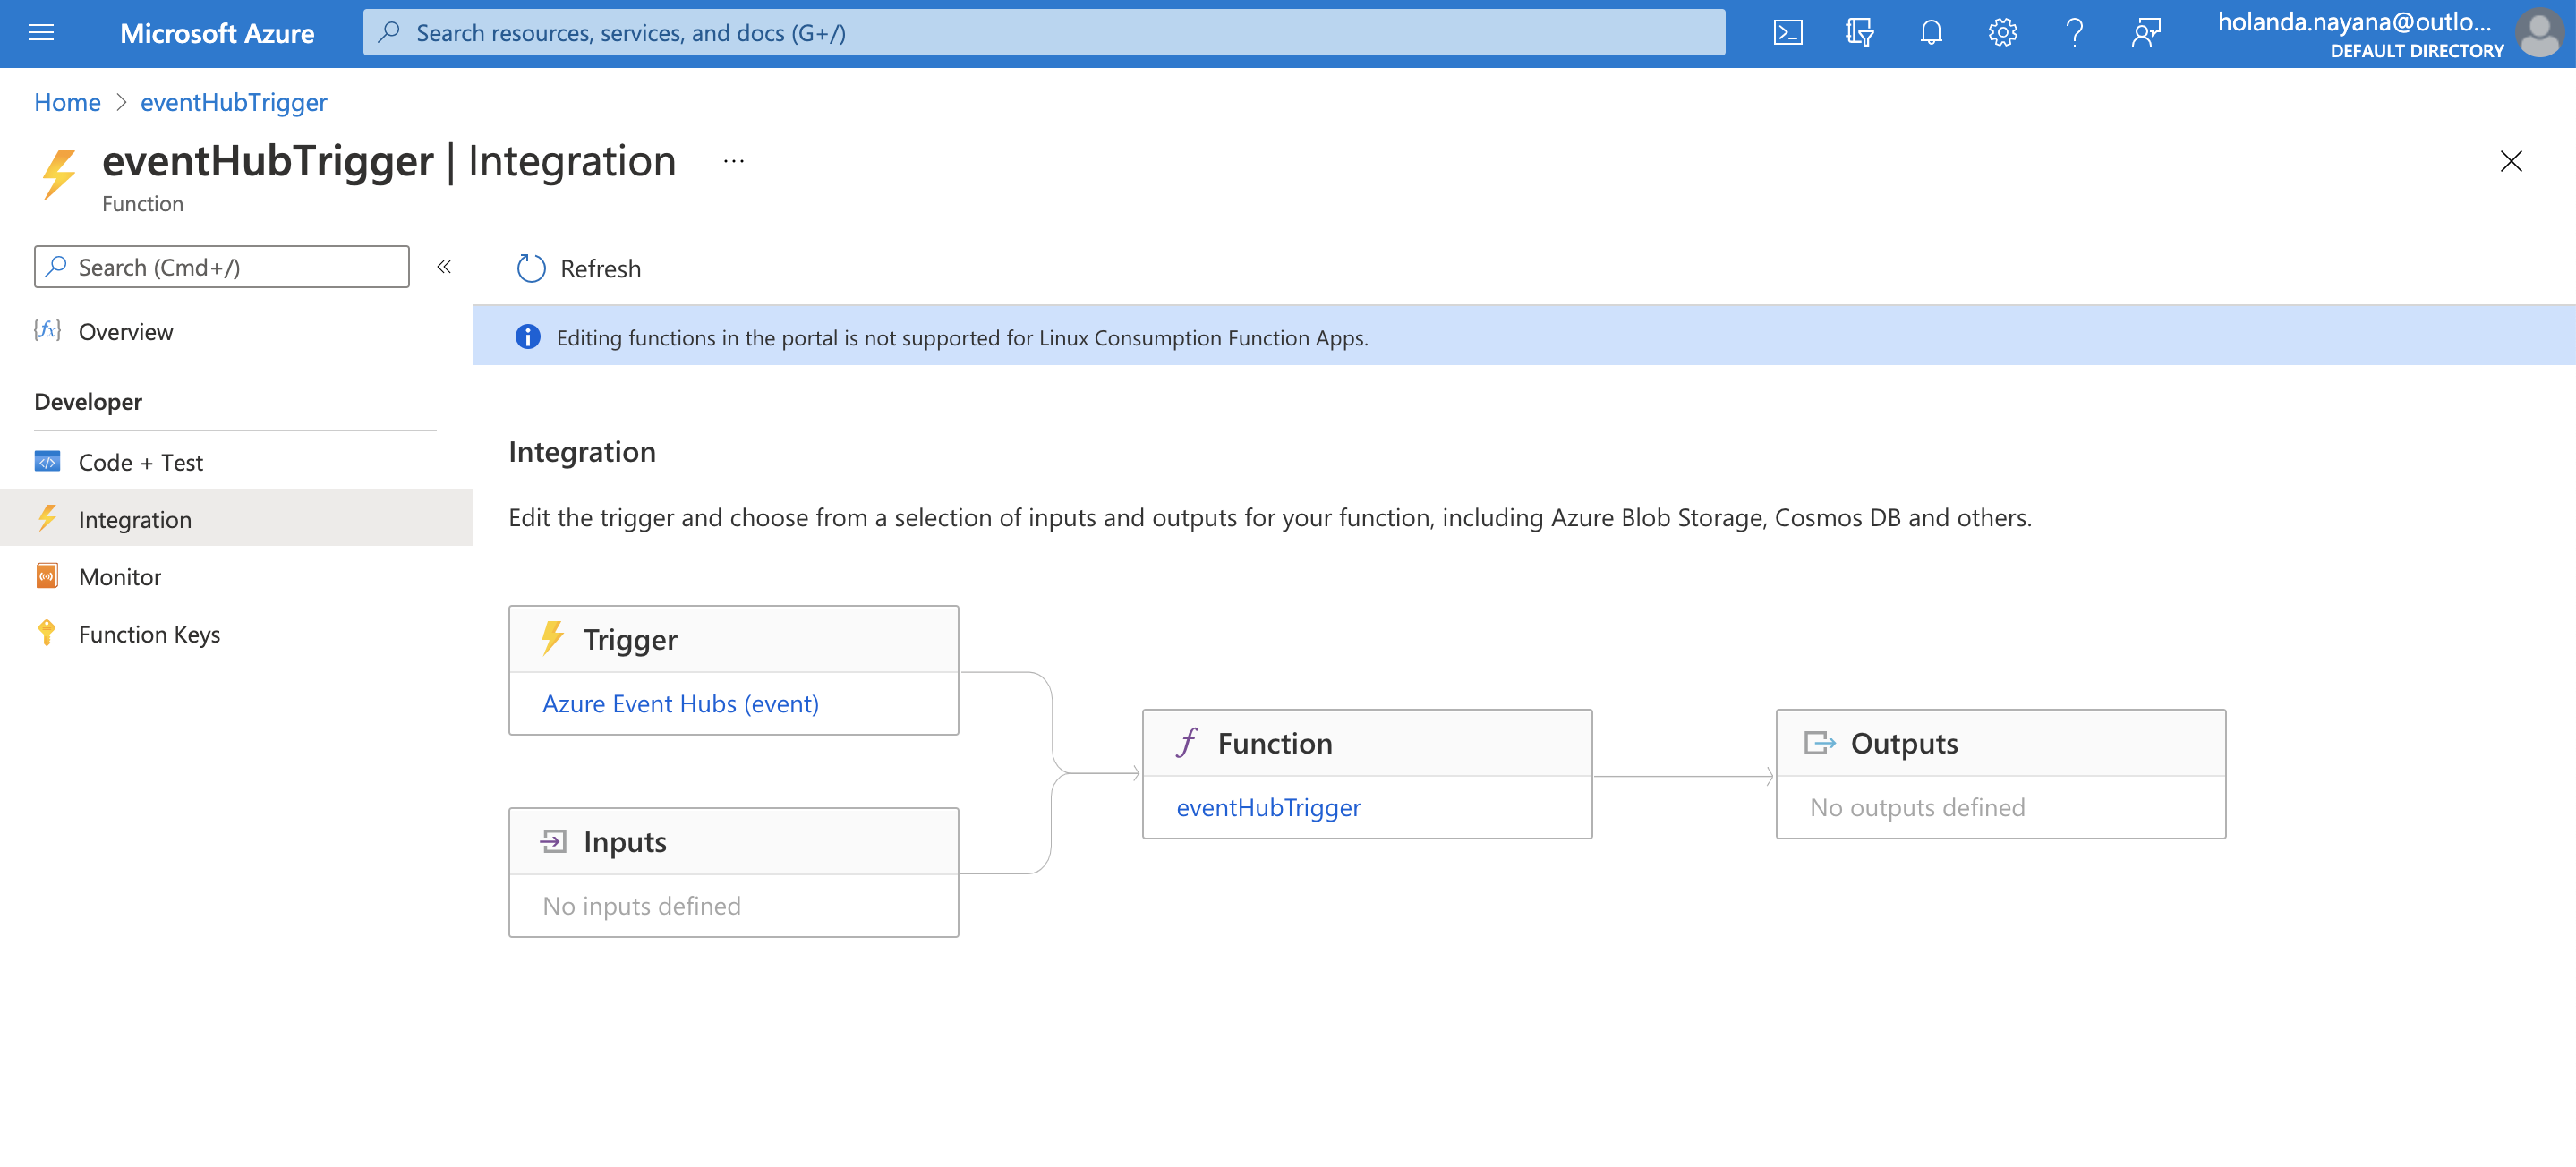 Microsoft Azure
Search resources, services, and docs (G+/)
holanda.nayana@outlo...
DEFAULT DIRECTORY
Home > eventHubTrigger
eventHubTrigger | Integration ...
Function
Search (Cmd+/)
«
Refresh
Overview
Editing functions in the portal is not supported for Linux Consumption Function Apps.
Developer
Code + Test
Integration
Monitor
Function Keys
Integration
Edit the trigger and choose from a selection of inputs and outputs for your function, including Azure Blob Storage, Cosmos DB and others.
Trigger
Azure Event Hubs (event)
Inputs
No inputs defined
Function
eventHubTrigger
Outputs
No outputs defined